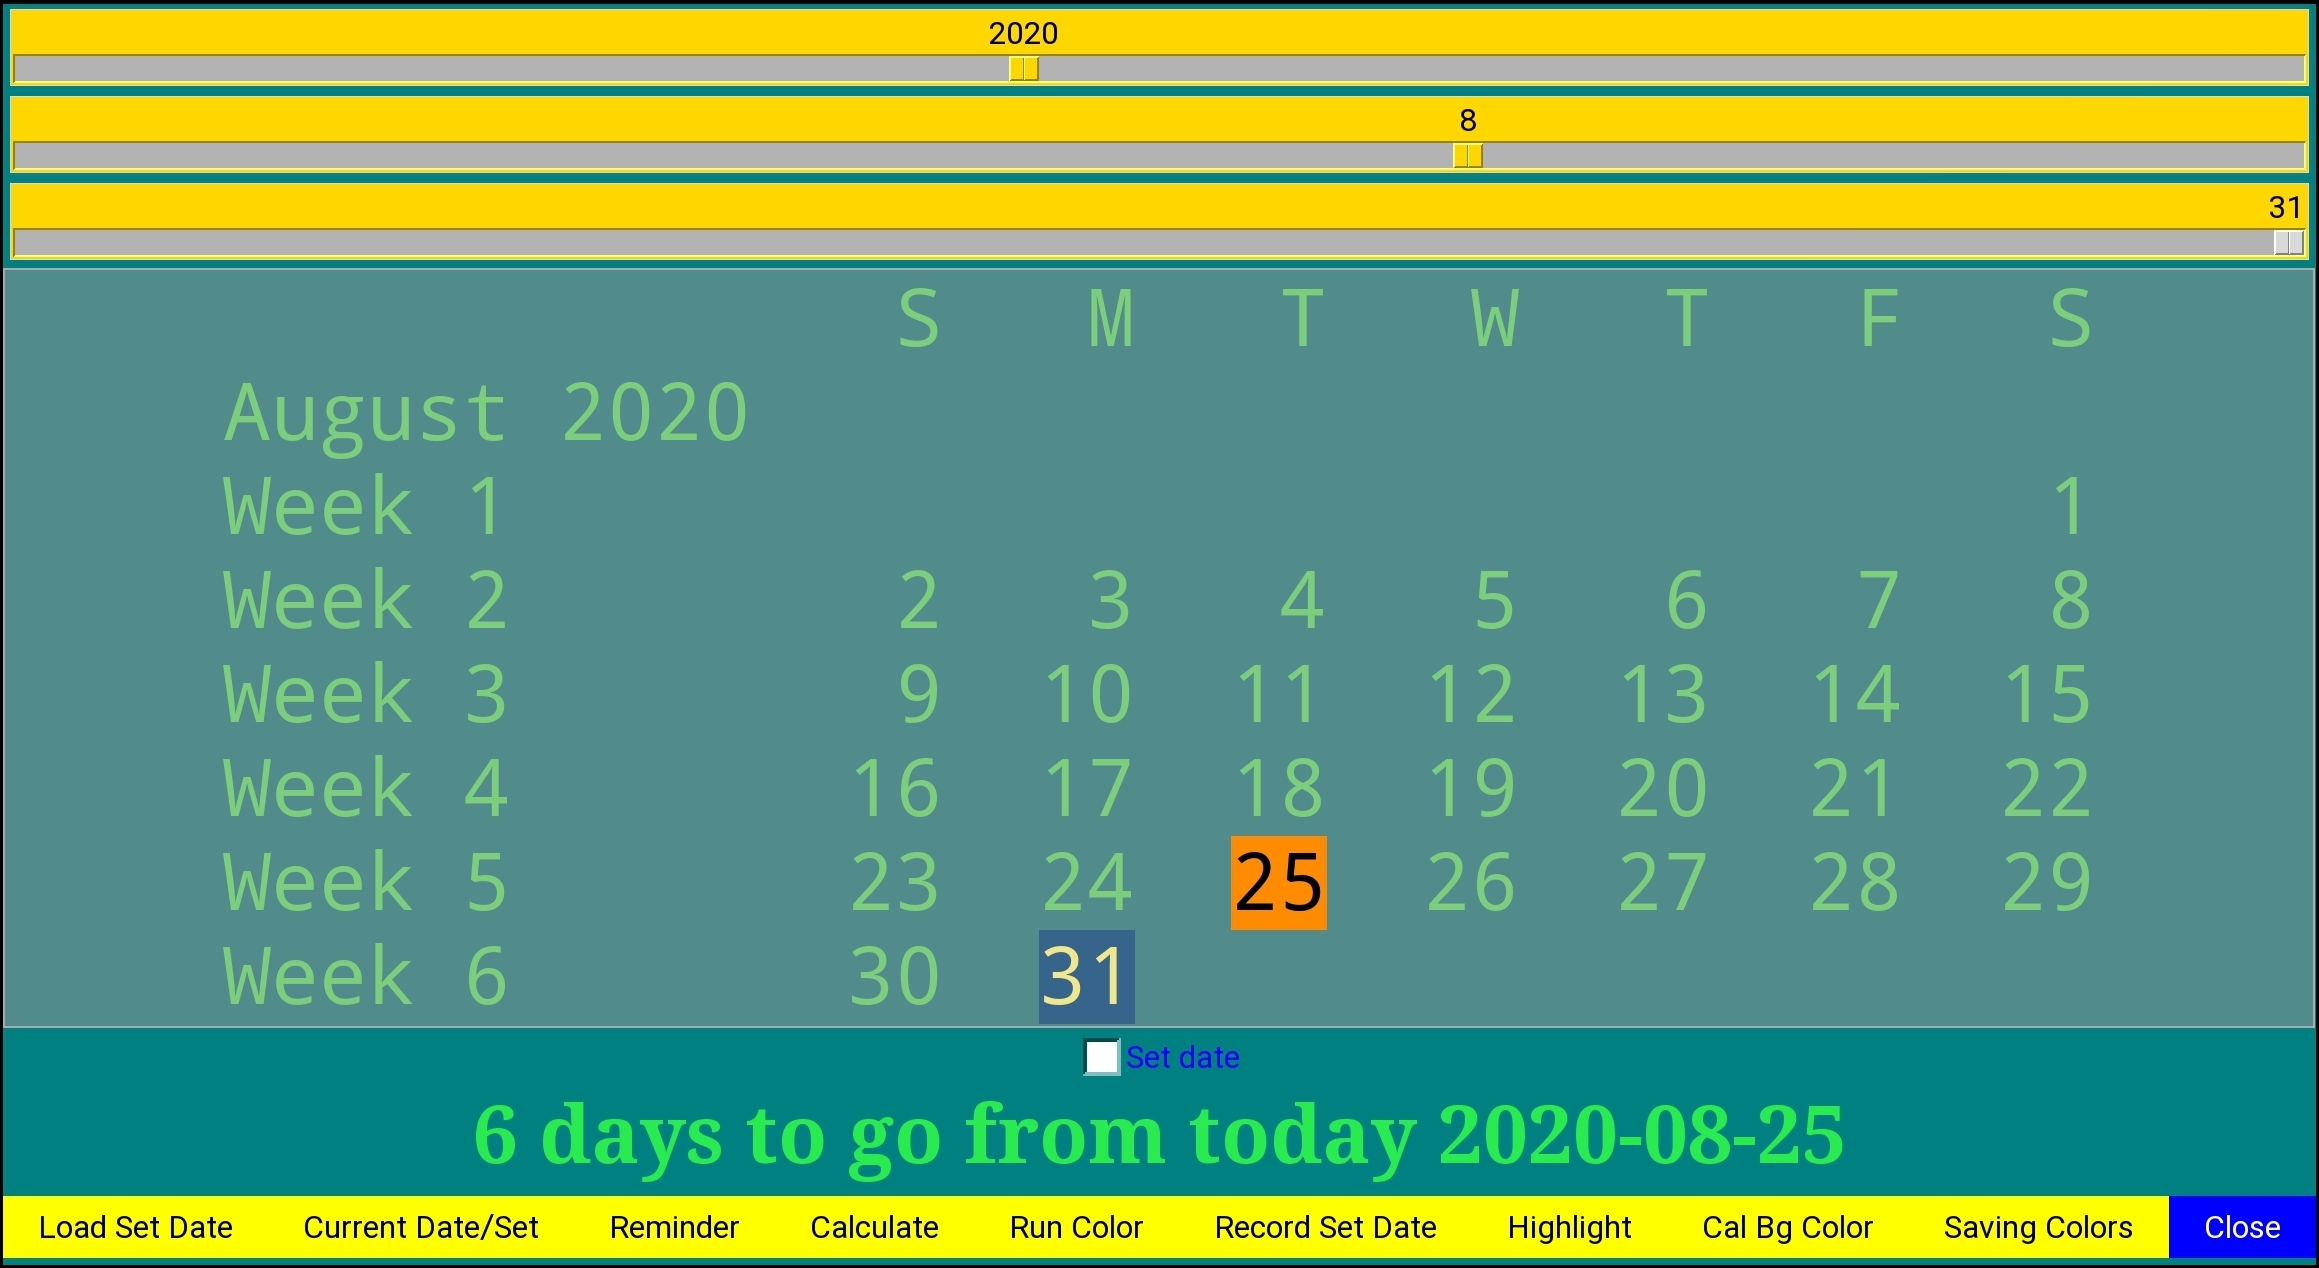 2020
8
31
S M T W T F S
August 2020
Week 1 1
Week 2 2 3 4 5 6 7 8
Week 3 9 10 11 12 13 14 15
Week 4 16 17 18 19 20 21 22
Week 5 23 24 25 26 27 28 29
Week 6 30 31
Set date
6 days to go from today 2020-08-25
Load Set Date Current Date/Set Reminder Calculate Run Color Record Set Date Highlight Cal Bg Color Saving Colors Close